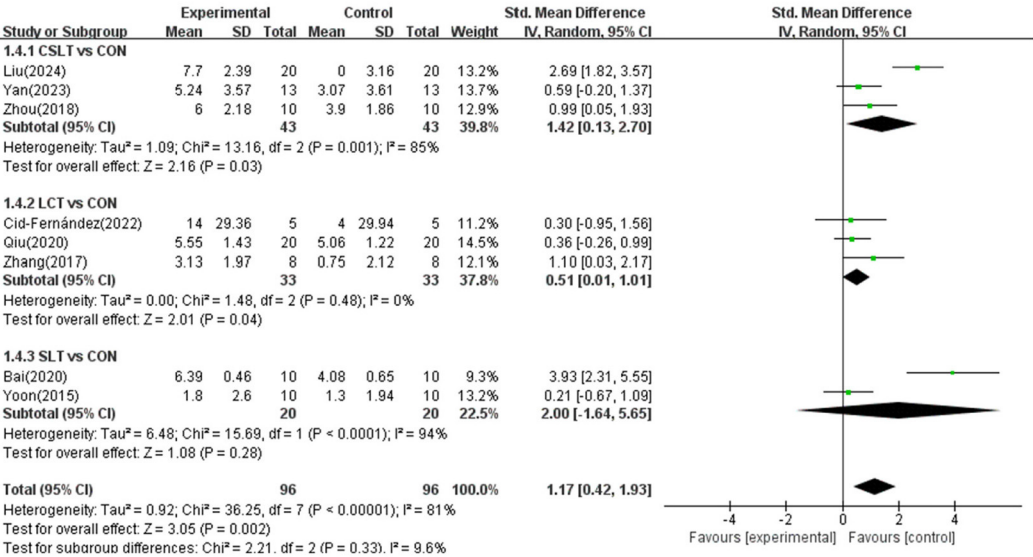 Experimental Control Std. Mean Difference Std. Mean Difference
Study or Subgroup Mean SD Total Mean SD Total Weight IV, Random, 95% CI IV, Random, 95% CI
1.4.1 CSLT vs CON
Liu(2024) 7.7 2.39 20 0 3.16 20 13.2% 2.69 [1.82, 3.57]
Yan(2023) 5.24 3.57 13 3.07 3.61 13 13.7% 0.59 [-0.20, 1.37]
Zhou(2018) 6 2.18 10 3.9 1.86 10 12.9% 0.99 [0.05, 1.93]
Subtotal (95% CI) 43 43 39.8% 1.42 [0.13, 2.70]
Heterogeneity: Tau² = 1.09; Chi² = 13.16, df = 2 (P = 0.001); I² = 85%
Test for overall effect: Z = 2.16 (P = 0.03)
1.4.2 LCT vs CON
Cid-Fernández(2022) 14 29.36 5 4 29.94 5 11.2% 0.30 [-0.95, 1.56]
Qiu(2020) 5.55 1.43 20 5.06 1.22 20 14.5% 0.36 [-0.26, 0.99]
Zhang(2017) 3.13 1.97 8 0.75 2.12 8 12.1% 1.10 [0.03, 2.17]
Subtotal (95% CI) 33 33 37.8% 0.51 [0.01, 1.01]
Heterogeneity: Tau² = 0.00; Chi² = 1.48, df = 2 (P = 0.48); I² = 0%
Test for overall effect: Z = 2.01 (P = 0.04)
1.4.3 SLT vs CON
Bai(2020) 6.39 0.46 10 4.08 0.65 10 9.3% 3.93 [2.31, 5.55]
Yoon(2015) 1.8 2.6 10 1.3 1.94 10 13.2% 0.21 [-0.67, 1.09]
Subtotal (95% CI) 20 20 22.5% 2.00 [-1.64, 5.65]
Heterogeneity: Tau² = 6.48; Chi² = 15.69, df = 1 (P < 0.0001); I² = 94%
Test for overall effect: Z = 1.08 (P = 0.28)
Total (95% CI) 96 96 100.0% 1.17 [0.42, 1.93]
Heterogeneity: Tau² = 0.92; Chi² = 36.25, df = 7 (P < 0.00001); I² = 81%
Test for overall effect: Z = 3.05 (P = 0.002)
Test for subgroup differences: Chi² = 2.21, df = 2 (P = 0.33), I² = 9.6%
-4 -2 0 2 4
Favours [experimental] Favours [control]